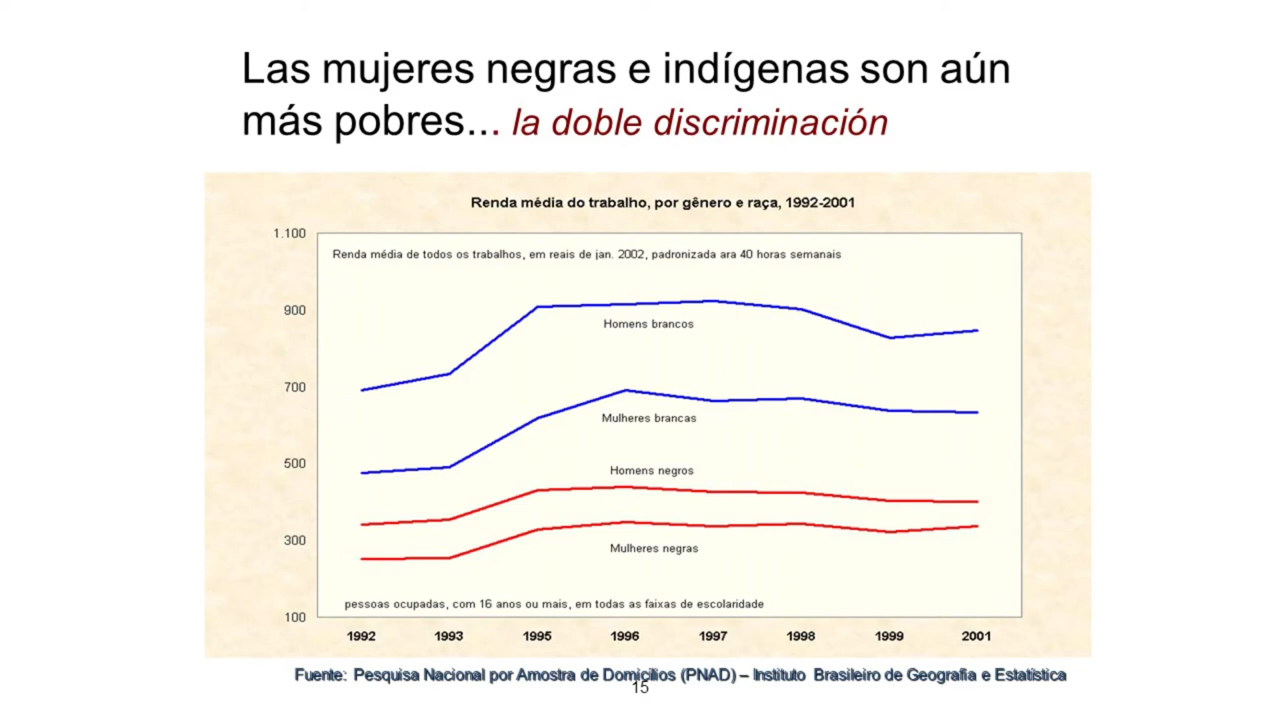 Las mujeres negras e indígenas son aún
más pobres... la doble discriminación
Renda média do trabalho, por gênero e raça, 1992-2001
1.100
Renda média de todos os trabalhos, em reais de jan. 2002, padronizada ara 40 horas semanais
900
Homens brancos
700
Mulheres brancas
500
Homens negros
300
Mulheres negras
pessoas ocupadas, com 16 anos ou mais, em todas as faixas de escolaridade
100
1992 1993 1995 1996 1997 1998 1999 2001
Fuente: Pesquisa Nacional por Amostra de Domicílios (PNAD) – Instituto Brasileiro de Geografia e Estatística
15